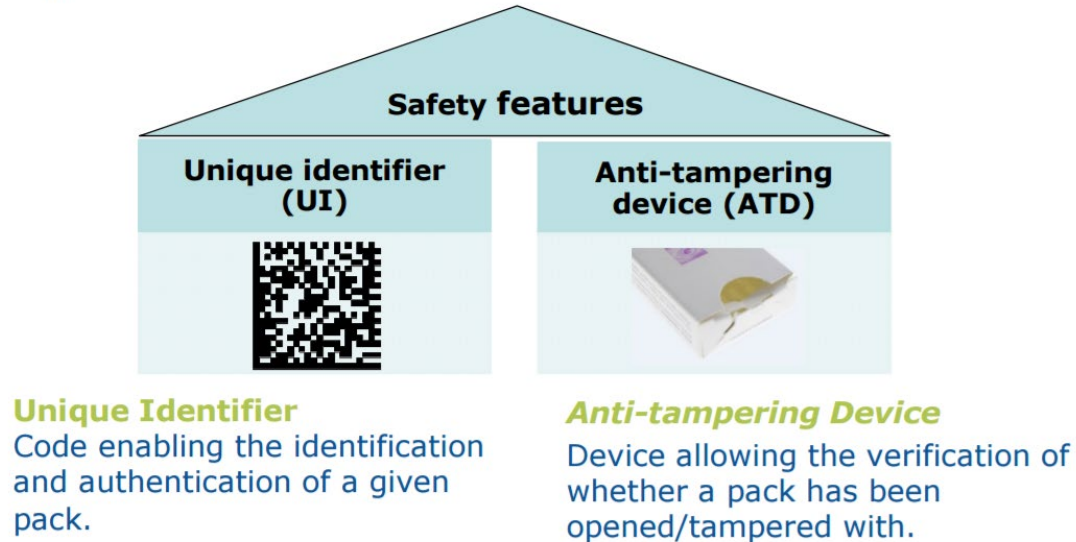 Safety features
Unique identifier
(UI)
Anti-tampering
device (ATD)
Unique Identifier
Code enabling the identification
and authentication of a given
pack.
Anti-tampering Device
Device allowing the verification of
whether a pack has been
opened/tampered with.